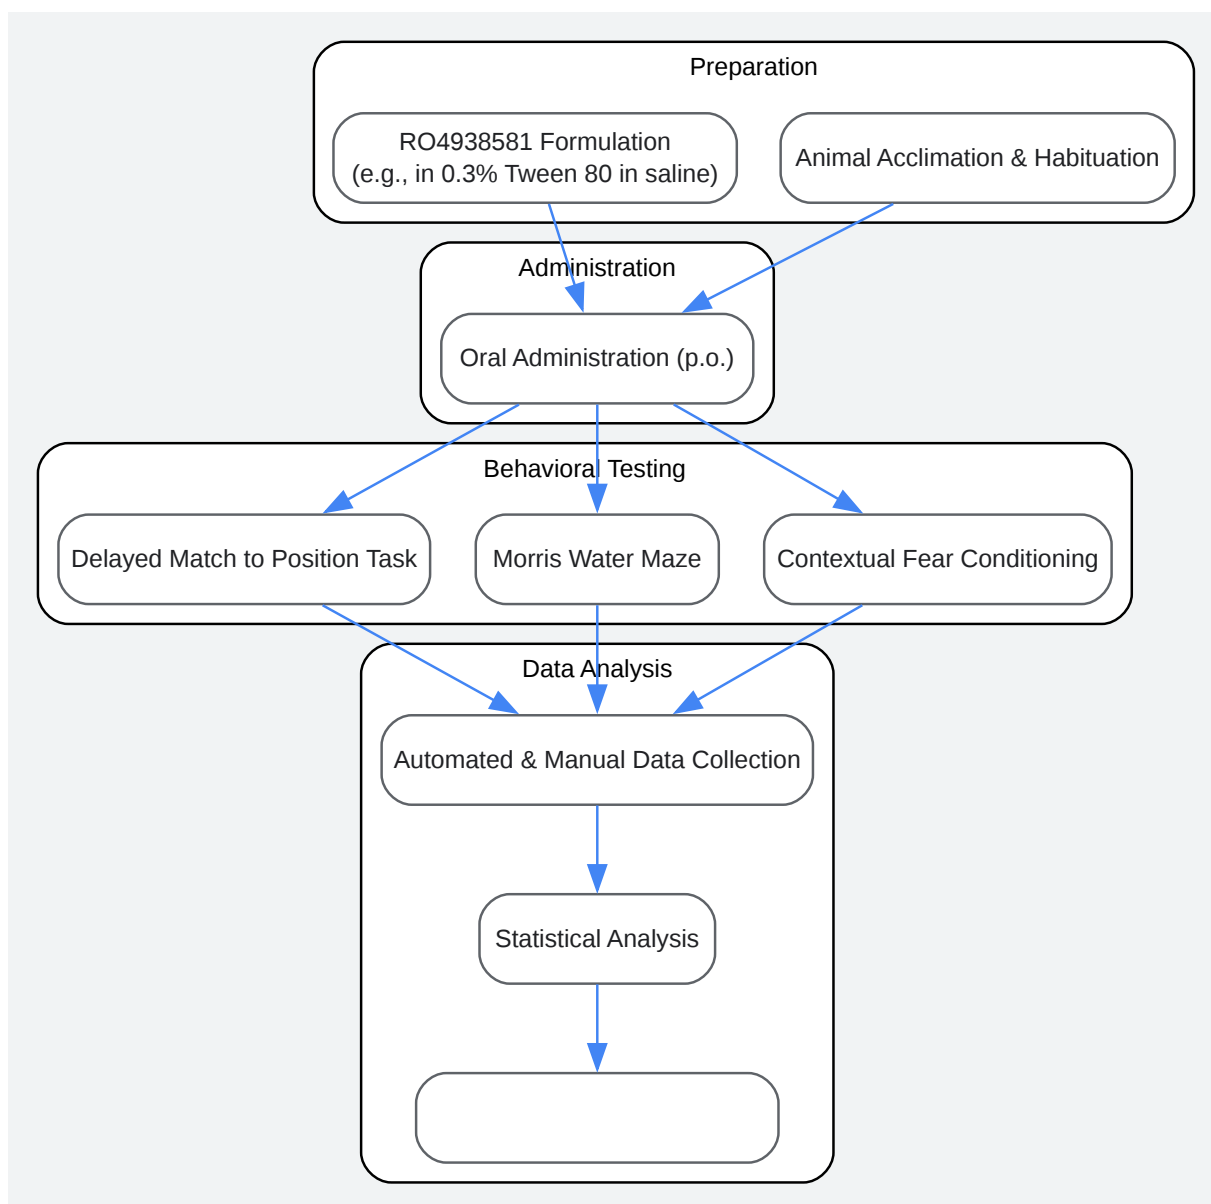 Preparation
RO4938581 Formulation
(e.g., in 0.3% Tween 80 in saline)
Animal Acclimation & Habituation
Administration
Oral Administration (p.o.)
Behavioral Testing
Delayed Match to Position Task
Morris Water Maze
Contextual Fear Conditioning
Data Analysis
Automated & Manual Data Collection
Statistical Analysis